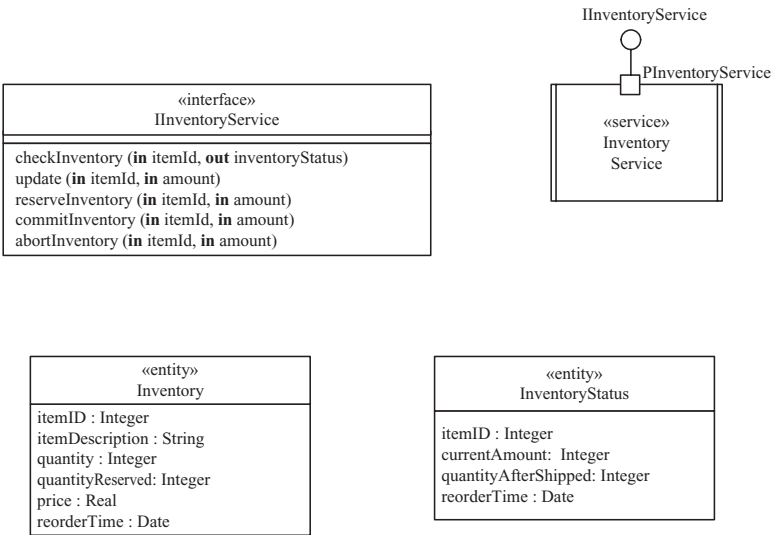 IInventoryService
PInventoryService
«service»
Inventory
Service
«interface»
IInventoryService
checkInventory (in itemId, out inventoryStatus)
update (in itemId, in amount)
reserveInventory (in itemId, in amount)
commitInventory (in itemId, in amount)
abortInventory (in itemId, in amount)
«entity»
Inventory
itemID : Integer
itemDescription : String
quantity : Integer
quantityReserved: Integer
price : Real
reorderTime : Date
«entity»
InventoryStatus
itemID : Integer
currentAmount:  Integer
quantityAfterShipped: Integer
reorderTime : Date